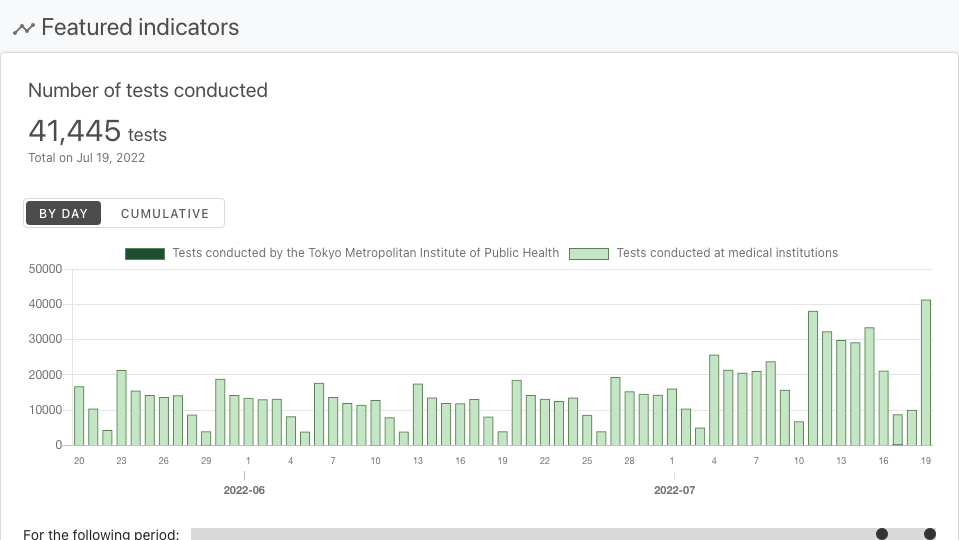 Featured indicators
Number of tests conducted
41,445 tests
Total on Jul 19, 2022
BY DAY CUMULATIVE
Tests conducted by the Tokyo Metropolitan Institute of Public Health Tests conducted at medical institutions
50000
40000
30000
20000
10000
0
20 23 26 29 1 4 7 10 13 16 19 22 25 28 1 4 7 10 13 16 19
2022-06 2022-07
For the following period: